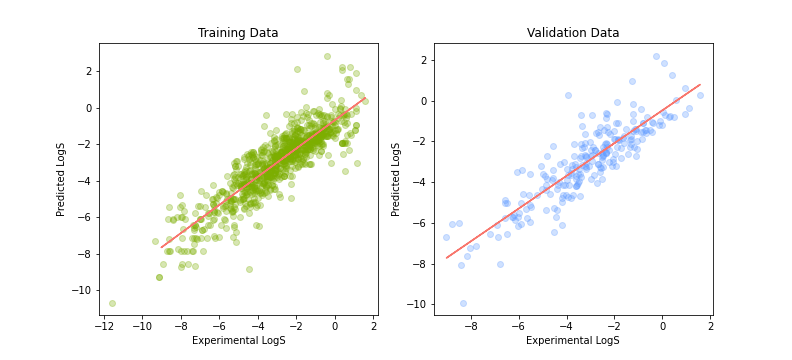 Training Data
Predicted LogS
2
0
−2
−4
−6
−8
−10
−12 −10 −8 −6 −4 −2 0 2
Experimental LogS
Validation Data
Predicted LogS
2
0
−2
−4
−6
−8
−10
−8 −6 −4 −2 0 2
Experimental LogS